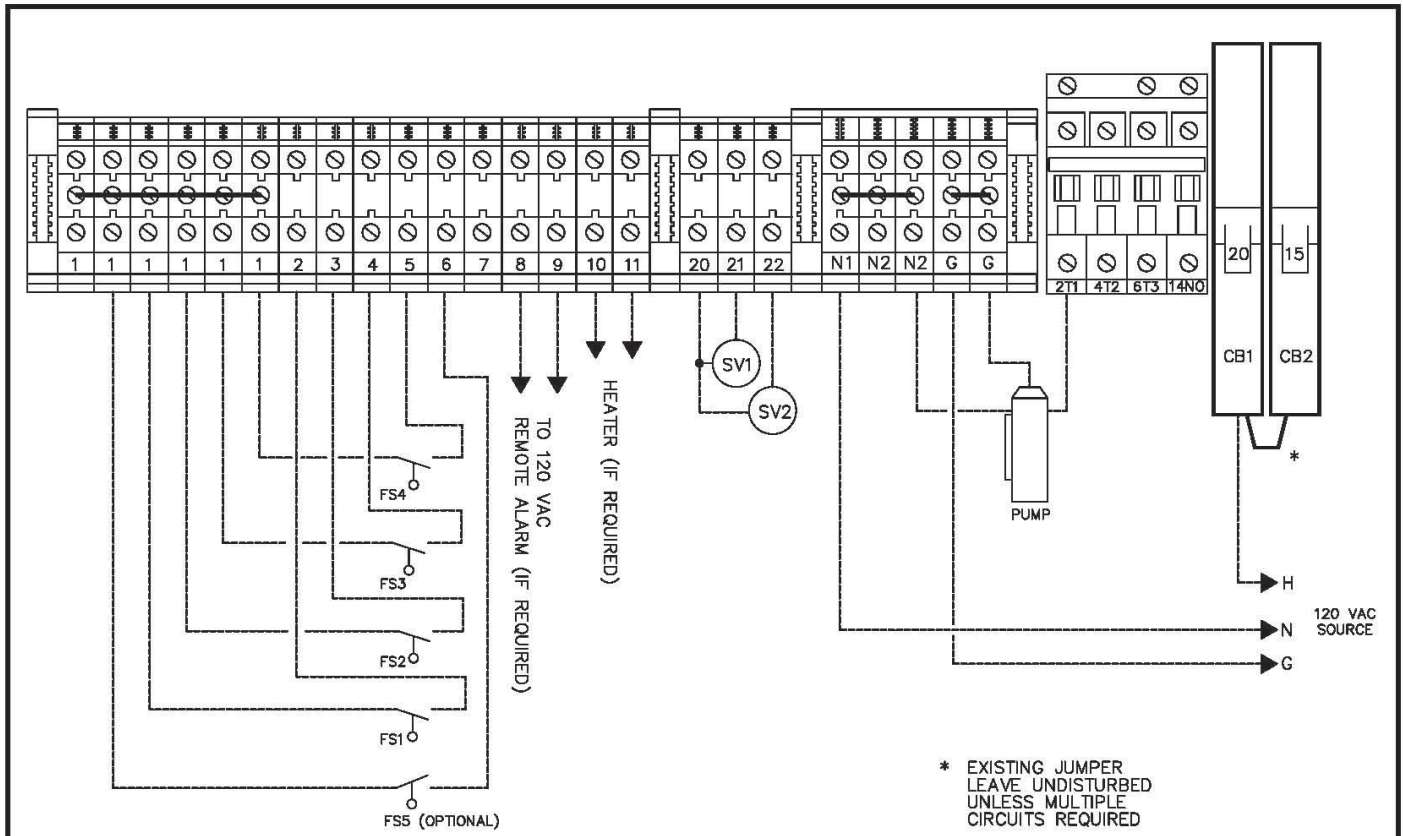 1 1 1 1 1 1 2 3 4 5 6 7 8 9 10 11 20 21 22 N1 N2 N2 G G
2T1 4T2 6T3 14NO
20 15
CB1 CB2
SV1
SV2
FS4
FS3
FS2
FS1
FS5 (OPTIONAL)
TO 120 VAC
REMOTE ALARM (IF REQUIRED)
HEATER (IF REQUIRED)
PUMP
*
H
N
G
120 VAC
SOURCE
* EXISTING JUMPER
LEAVE UNDISTURBED
UNLESS MULTIPLE
CIRCUITS REQUIRED